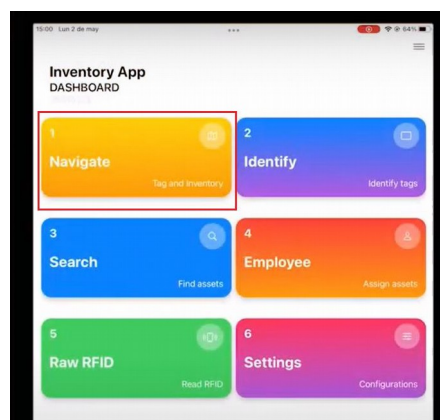 15:00 Lun 2 de may
64%
Inventory App
DASHBOARD
1
Navigate
Tag and Inventory
2
Identify
Identify tags
3
Search
Find assets
4
Employee
Assign assets
5
Raw RFID
Read RFID
6
Settings
Configurations